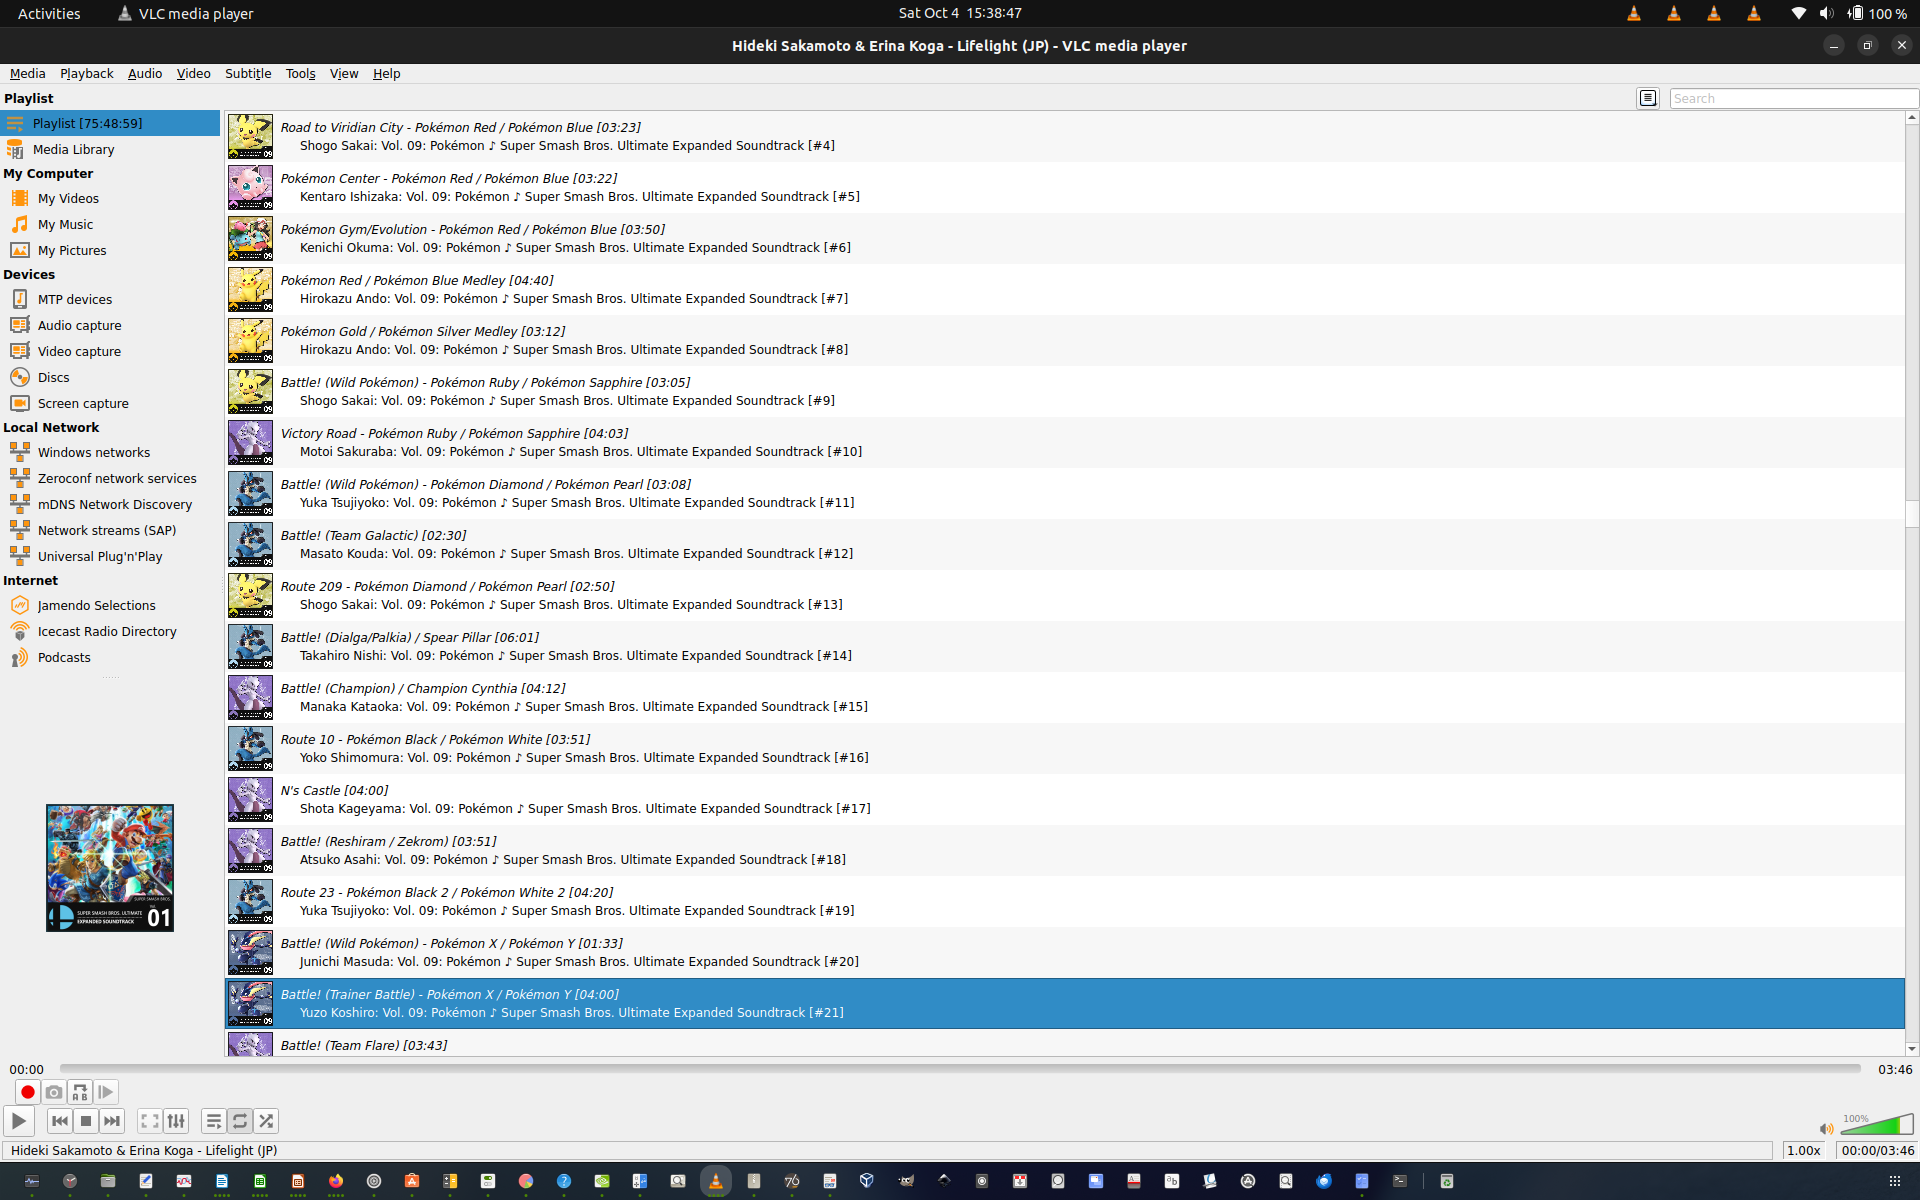 Activities
VLC media player
Sat Oct 4 15:38:47
100 %
Hideki Sakamoto & Erina Koga - Lifelight (JP) - VLC media player
Media Playback Audio Video Subtitle Tools View Help
Playlist
Search
Playlist [75:48:59]
Media Library
My Computer
My Videos
My Music
My Pictures
Devices
MTP devices
Audio capture
Video capture
Discs
Screen capture
Local Network
Windows networks
Zeroconf network services
mDNS Network Discovery
Network streams (SAP)
Universal Plug'n'Play
Internet
Jamendo Selections
Icecast Radio Directory
Podcasts
SUPER SMASH BROS. ULTIMATE
EXPANDED SOUNDTRACK
01
Road to Viridian City - Pokémon Red / Pokémon Blue [03:23]
Shogo Sakai: Vol. 09: Pokémon ♪ Super Smash Bros. Ultimate Expanded Soundtrack [#4]
Pokémon Center - Pokémon Red / Pokémon Blue [03:22]
Kentaro Ishizaka: Vol. 09: Pokémon ♪ Super Smash Bros. Ultimate Expanded Soundtrack [#5]
Pokémon Gym/Evolution - Pokémon Red / Pokémon Blue [03:50]
Kenichi Okuma: Vol. 09: Pokémon ♪ Super Smash Bros. Ultimate Expanded Soundtrack [#6]
Pokémon Red / Pokémon Blue Medley [04:40]
Hirokazu Ando: Vol. 09: Pokémon ♪ Super Smash Bros. Ultimate Expanded Soundtrack [#7]
Pokémon Gold / Pokémon Silver Medley [03:12]
Hirokazu Ando: Vol. 09: Pokémon ♪ Super Smash Bros. Ultimate Expanded Soundtrack [#8]
Battle! (Wild Pokémon) - Pokémon Ruby / Pokémon Sapphire [03:05]
Shogo Sakai: Vol. 09: Pokémon ♪ Super Smash Bros. Ultimate Expanded Soundtrack [#9]
Victory Road - Pokémon Ruby / Pokémon Sapphire [04:03]
Motoi Sakuraba: Vol. 09: Pokémon ♪ Super Smash Bros. Ultimate Expanded Soundtrack [#10]
Battle! (Wild Pokémon) - Pokémon Diamond / Pokémon Pearl [03:08]
Yuka Tsujiyoko: Vol. 09: Pokémon ♪ Super Smash Bros. Ultimate Expanded Soundtrack [#11]
Battle! (Team Galactic) [02:30]
Masato Kouda: Vol. 09: Pokémon ♪ Super Smash Bros. Ultimate Expanded Soundtrack [#12]
Route 209 - Pokémon Diamond / Pokémon Pearl [02:50]
Shogo Sakai: Vol. 09: Pokémon ♪ Super Smash Bros. Ultimate Expanded Soundtrack [#13]
Battle! (Dialga/Palkia) / Spear Pillar [06:01]
Takahiro Nishi: Vol. 09: Pokémon ♪ Super Smash Bros. Ultimate Expanded Soundtrack [#14]
Battle! (Champion) / Champion Cynthia [04:12]
Manaka Kataoka: Vol. 09: Pokémon ♪ Super Smash Bros. Ultimate Expanded Soundtrack [#15]
Route 10 - Pokémon Black / Pokémon White [03:51]
Yoko Shimomura: Vol. 09: Pokémon ♪ Super Smash Bros. Ultimate Expanded Soundtrack [#16]
N's Castle [04:00]
Shota Kageyama: Vol. 09: Pokémon ♪ Super Smash Bros. Ultimate Expanded Soundtrack [#17]
Battle! (Reshiram / Zekrom) [03:51]
Atsuko Asahi: Vol. 09: Pokémon ♪ Super Smash Bros. Ultimate Expanded Soundtrack [#18]
Route 23 - Pokémon Black 2 / Pokémon White 2 [04:20]
Yuka Tsujiyoko: Vol. 09: Pokémon ♪ Super Smash Bros. Ultimate Expanded Soundtrack [#19]
Battle! (Wild Pokémon) - Pokémon X / Pokémon Y [01:33]
Junichi Masuda: Vol. 09: Pokémon ♪ Super Smash Bros. Ultimate Expanded Soundtrack [#20]
Battle! (Trainer Battle) - Pokémon X / Pokémon Y [04:00]
Yuzo Koshiro: Vol. 09: Pokémon ♪ Super Smash Bros. Ultimate Expanded Soundtrack [#21]
Battle! (Team Flare) [03:43]
00:00
03:46
100%
Hideki Sakamoto & Erina Koga - Lifelight (JP)
1.00x
00:00/03:46